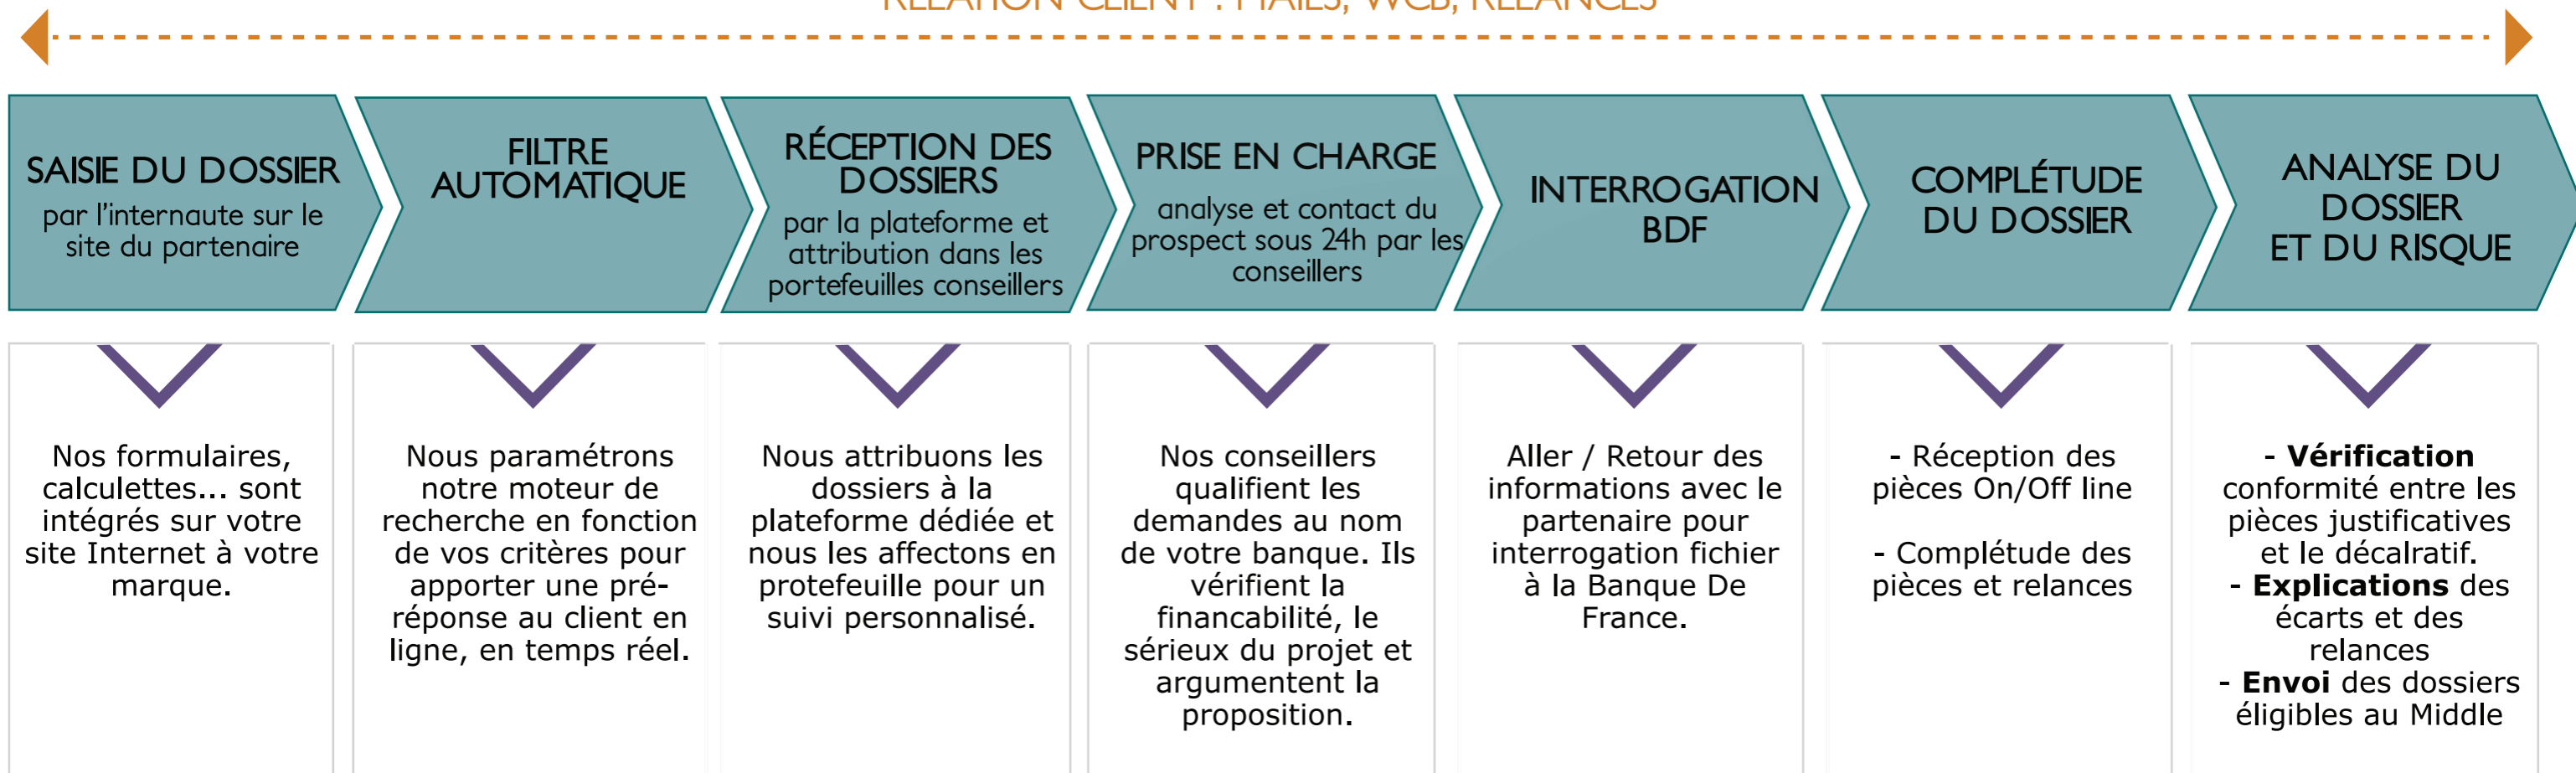 RELATION CLIENT : MAILS, WCB, RELANCES
SAISIE DU DOSSIER
par l'internaute sur le
site du partenaire
FILTRE
AUTOMATIQUE
RÉCEPTION DES
DOSSIERS
par la plateforme et
attribution dans les
portefeuilles conseillers
PRISE EN CHARGE
analyse et contact du
prospect sous 24h par les
conseillers
INTERROGATION
BDF
COMPLÉTUDE
DU DOSSIER
ANALYSE DU
DOSSIER
ET DU RISQUE
Nos formulaires,
calculettes... sont
intégrés sur votre
site Internet à votre
marque.
Nous paramétrons
notre moteur de
recherche en fonction
de vos critères pour
apporter une pré-
réponse au client en
ligne, en temps réel.
Nous attribuons les
dossiers à la
plateforme dédiée et
nous les affectons en
protefeuille pour un
suivi personnalisé.
Nos conseillers
qualifient les
demandes au nom
de votre banque. Ils
vérifient la
financabilité, le
sérieux du projet et
argumentent la
proposition.
Aller / Retour des
informations avec le
partenaire pour
interrogation fichier
à la Banque De
France.
- Réception des
pièces On/Off line
- Complétude des
pièces et relances
- Vérification
conformité entre les
pièces justificatives
et le décalratif.
- Explications des
écarts et des
relances
- Envoi des dossiers
éligibles au Middle